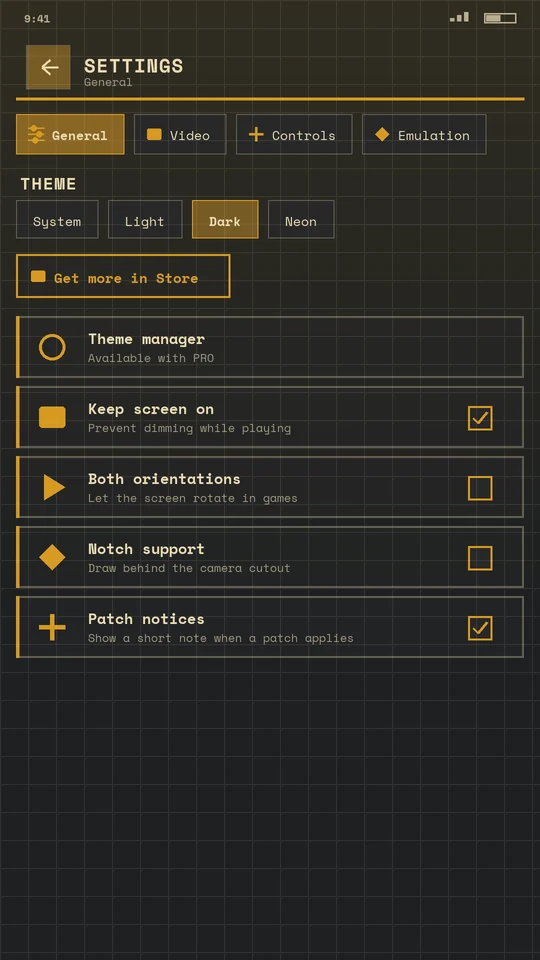 9:41
SETTINGS
General
General
Video
Controls
Emulation
THEME
System
Light
Dark
Neon
Get more in Store
Theme manager
Available with PRO
Keep screen on
Prevent dimming while playing
Both orientations
Let the screen rotate in games
Notch support
Draw behind the camera cutout
Patch notices
Show a short note when a patch applies